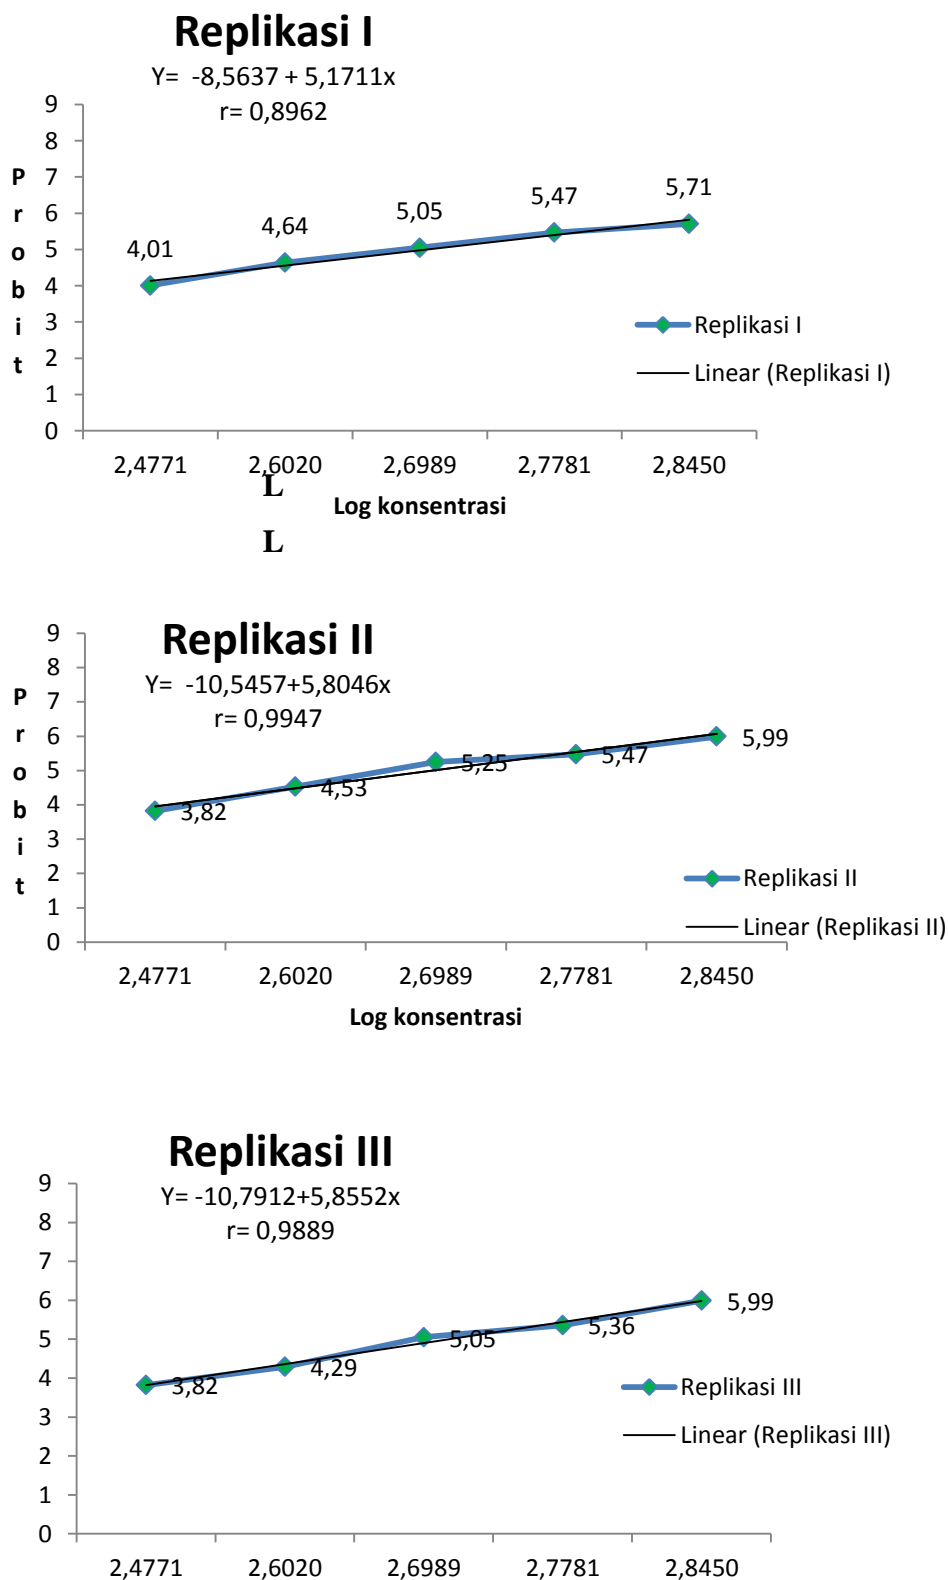 Replikasi I
Y=  -8,5637 + 5,1711x
r= 0,8962
9
8
7
6
5
4
3
2
1
0
Probit
4,01
4,64
5,05
5,47
5,71
Replikasi I
Linear (Replikasi I)
2,4771 2,6020 2,6989 2,7781 2,8450
L
Log konsentrasi
L
Replikasi II
Y=  -10,5457+5,8046x
r= 0,9947
9
8
7
6
5
4
3
2
1
0
Probit
3,82
4,53
5,25
5,47
5,99
Replikasi II
Linear (Replikasi II)
2,4771 2,6020 2,6989 2,7781 2,8450
Log konsentrasi
Replikasi III
Y= -10,7912+5,8552x
r= 0,9889
9
8
7
6
5
4
3
2
1
0
3,82
4,29
5,05
5,36
5,99
Replikasi III
Linear (Replikasi III)
2,4771 2,6020 2,6989 2,7781 2,8450